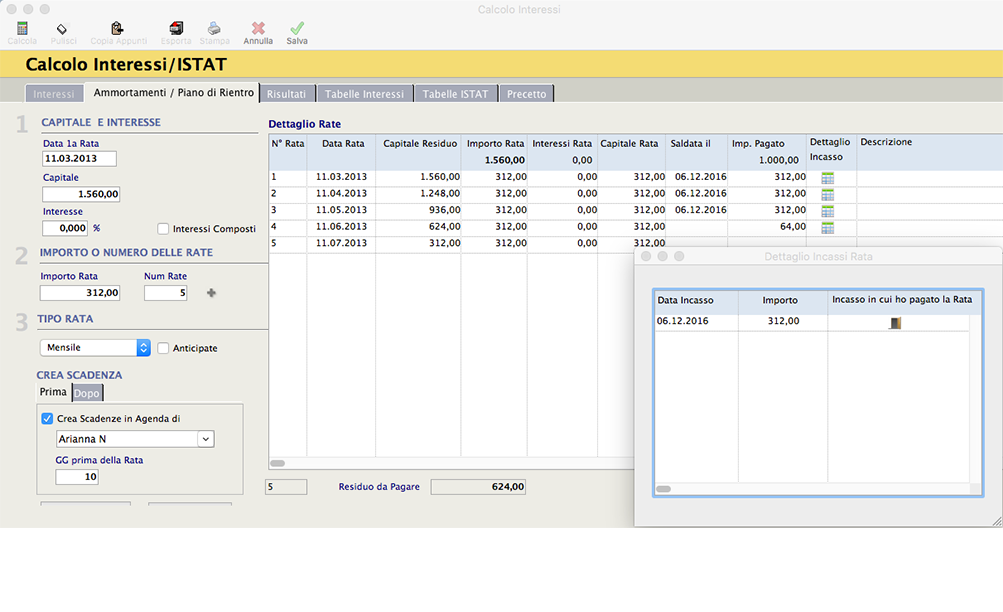 Calcolo Interessi
Calcola Pulisci Copia Appunti Esporta Stampa Annulla Salva
Calcolo Interessi/ISTAT
Interessi Ammortamenti / Piano di Rientro Risultati Tabelle Interessi Tabelle ISTAT Precetto
1 CAPITALE E INTERESSE
Data 1a Rata
11.03.2013
Capitale
1.560,00
Interesse
0,000 % Interessi Composti
2 IMPORTO O NUMERO DELLE RATE
Importo Rata Num Rate
312,00 5
3 TIPO RATA
Mensile Anticipate
CREA SCADENZA
Prima Dopo
Crea Scadenze in Agenda di
Arianna N
GG prima della Rata
10
Dettaglio Rate
N° Rata Data Rata Capitale Residuo Importo Rata Interessi Rata Capitale Rata Saldata il Imp. Pagato Dettaglio Incasso Descrizione
1.560,00 0,00 1.000,00
1 11.03.2013 1.560,00 312,00 0,00 312,00 06.12.2016 312,00
2 11.04.2013 1.248,00 312,00 0,00 312,00 06.12.2016 312,00
3 11.05.2013 936,00 312,00 0,00 312,00 06.12.2016 312,00
4 11.06.2013 624,00 312,00 0,00 312,00 64,00
5 11.07.2013 312,00 312,00 0,00 312,00
5 Residuo da Pagare 624,00
Dettaglio Incassi Rata
Data Incasso Importo Incasso in cui ho pagato la Rata
06.12.2016 312,00